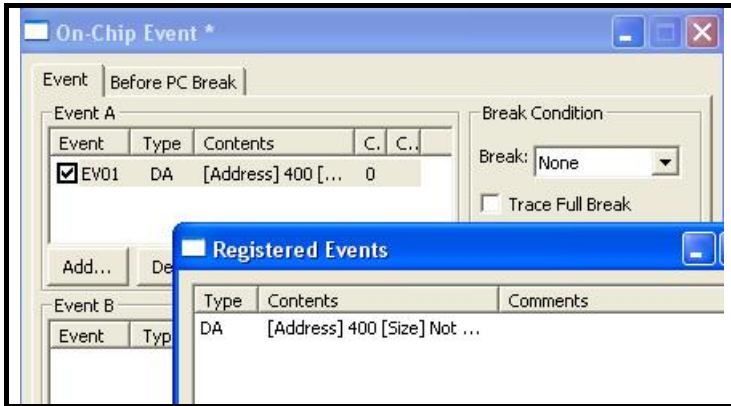 On-Chip Event *
Event Before PC Break
Event A
Event Type Contents C. C..
EV01 DA [Address] 400 [... 0
Break Condition
Break: None
Trace Full Break
Add... De
Event B
Event Typ
Registered Events
Type Contents Comments
DA [Address] 400 [Size] Not ...